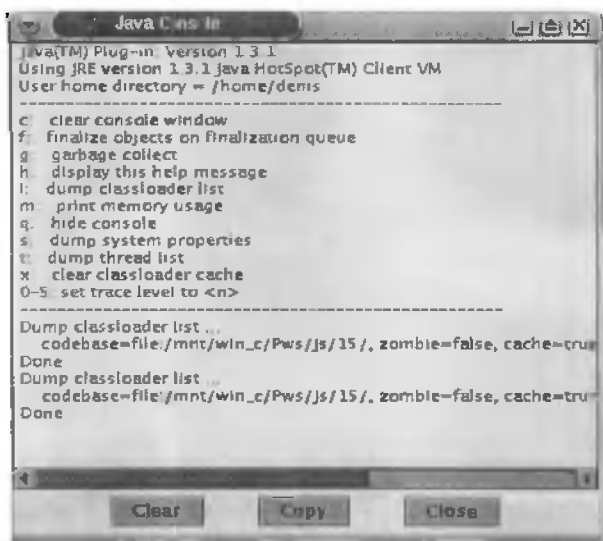 Java Console
Java(TM) Plug-in: Version 1.3.1
Using JRE version 1.3.1 Java HotSpot(TM) Client VM
User home directory = /home/denis
----------------------------------------------------
c: clear console window
f: finalize objects on finalization queue
g: garbage collect
h: display this help message
l: dump classloader list
m: print memory usage
q: hide console
s: dump system properties
t: dump thread list
x: clear classloader cache
0-5: set trace level to <n>
----------------------------------------------------
Dump classloader list ...
codebase=file:/mnt/win_c/Pws/js/15/, zombie=false, cache=true
Done
Dump classloader list ...
codebase=file:/mnt/win_c/Pws/js/15/, zombie=false, cache=true
Done
Clear Copy Close